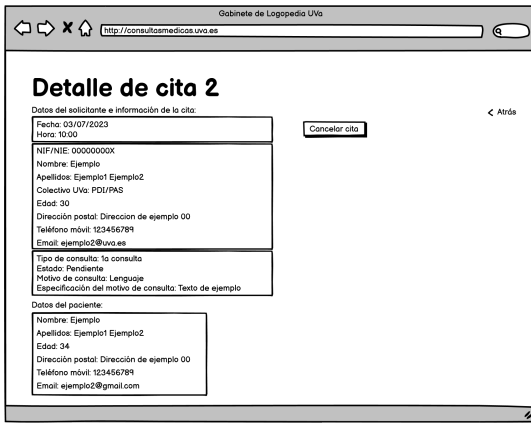 Gabinete de Logopedia UVa
http://consultasmedicas.uva.es
Detalle de cita 2
Datos del solicitante e información de la cita:
< Atrás
Fecha: 03/07/2023
Hora: 10:00
Cancelar cita
NIF/NIE: 00000000X
Nombre: Ejemplo
Apellidos: Ejemplo1 Ejemplo2
Colectivo UVa: PDI/PAS
Edad: 30
Dirección postal: Direccion de ejemplo 00
Teléfono móvil: 123456789
Email: ejemplo2@uva.es
Tipo de consulta: 1a consulta
Estado: Pendiente
Motivo de consulta: Lenguaje
Especificación del motivo de consulta: Texto de ejemplo
Datos del paciente:
Nombre: Ejemplo
Apellidos: Ejemplo1 Ejemplo2
Edad: 34
Dirección postal: Dirección de ejemplo 00
Teléfono móvil: 123456789
Email: ejemplo2@gmail.com